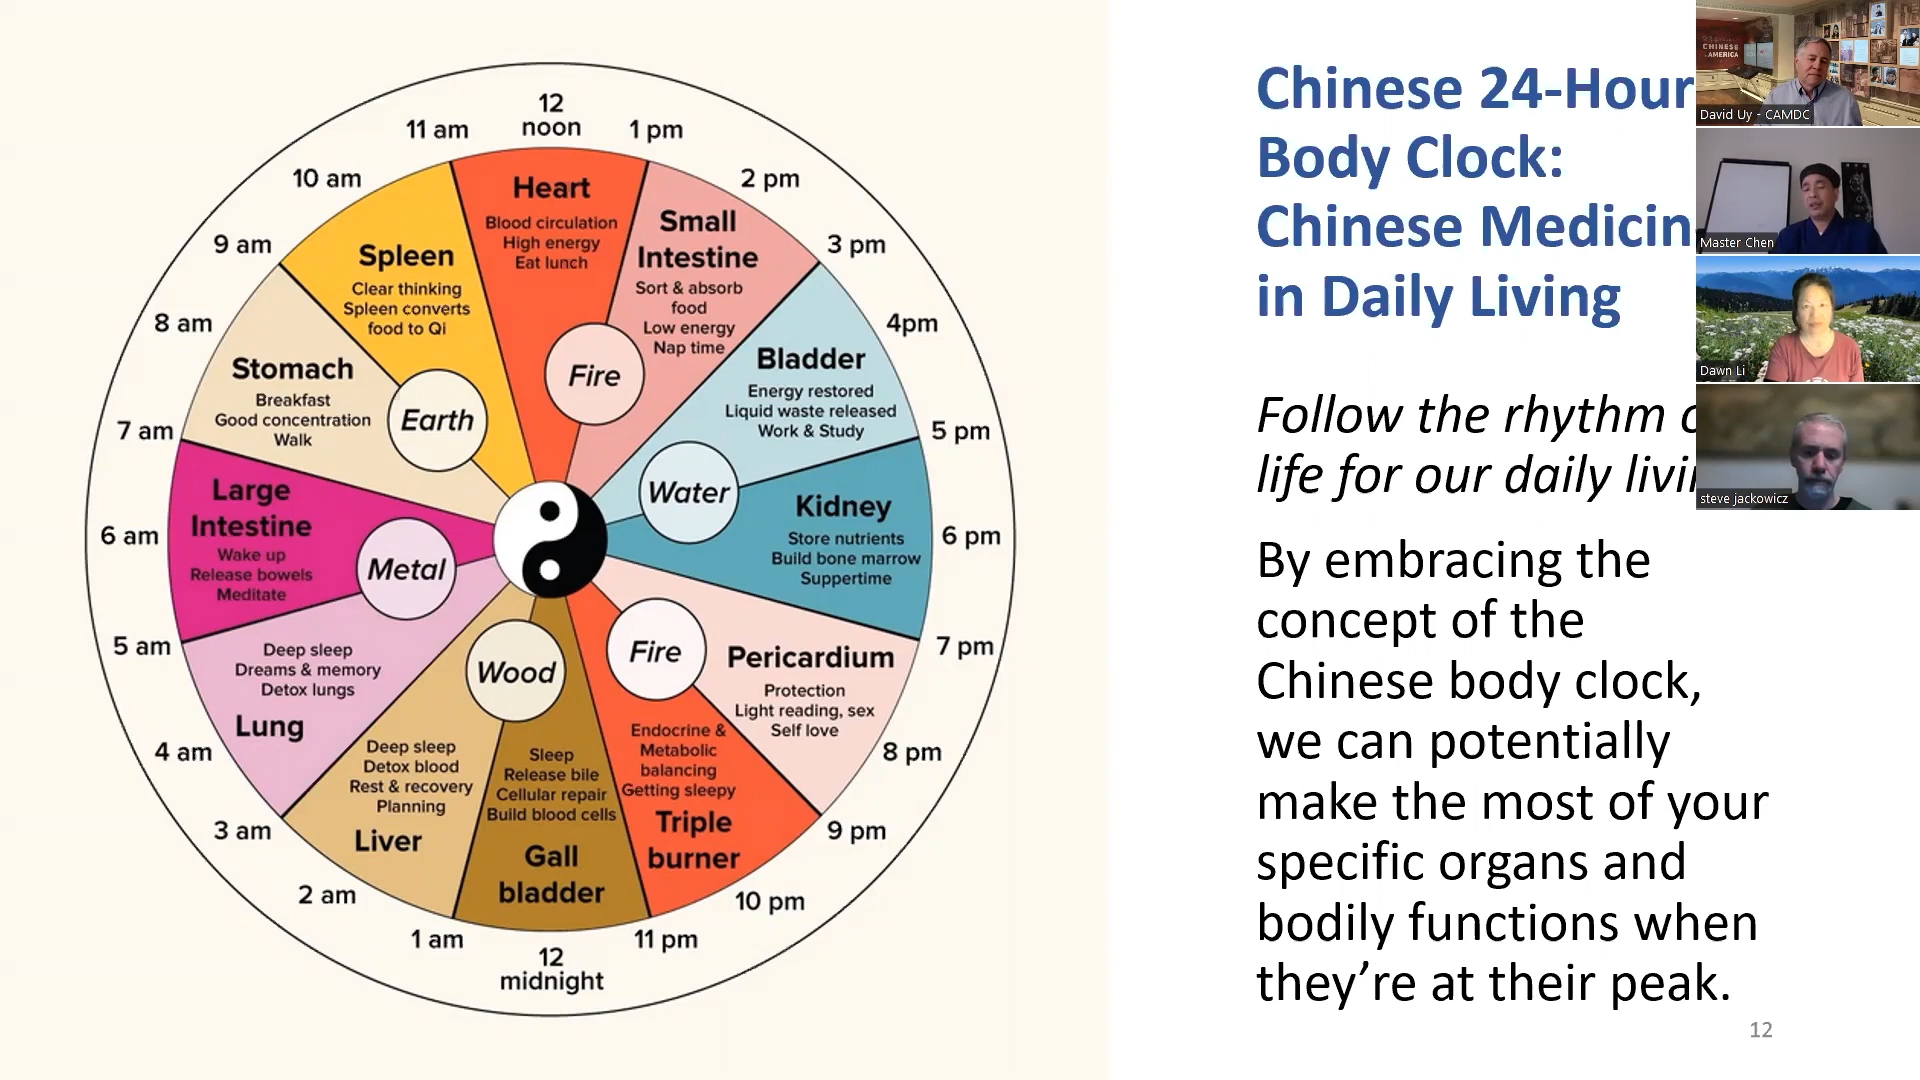 12
noon
1 pm
2 pm
3 pm
4pm
5 pm
6 pm
7 pm
8 pm
9 pm
10 pm
11 pm
12
midnight
1 am
2 am
3 am
4 am
5 am
6 am
7 am
8 am
9 am
10 am
11 am
Heart
Blood circulation
High energy
Eat lunch
Small
Intestine
Sort & absorb
food
Low energy
Nap time
Fire
Bladder
Energy restored
Liquid waste released
Work & Study
Water
Kidney
Store nutrients
Build bone marrow
Suppertime
Pericardium
Protection
Light reading, sex
Self love
Fire
Endocrine &
Metabolic
balancing
Getting sleepy
Triple
burner
Sleep
Release bile
Cellular repair
Build blood cells
Gall
bladder
Wood
Deep sleep
Detox blood
Rest & recovery
Planning
Liver
Deep sleep
Dreams & memory
Detox lungs
Lung
Metal
Large
Intestine
Wake up
Release bowels
Meditate
Stomach
Breakfast
Good concentration
Walk
Earth
Spleen
Clear thinking
Spleen converts
food to Qi
Chinese 24-Hour
Body Clock:
Chinese Medicin
in Daily Living
Follow the rhythm
life for our daily
By embracing the
concept of the
Chinese body clock,
we can potentially
make the most of your
specific organs and
bodily functions when
they’re at their peak.
12
CHINESE
AMERICA
David Uy - CAMDC
Master Chen
Dawn Li
steve jackowicz